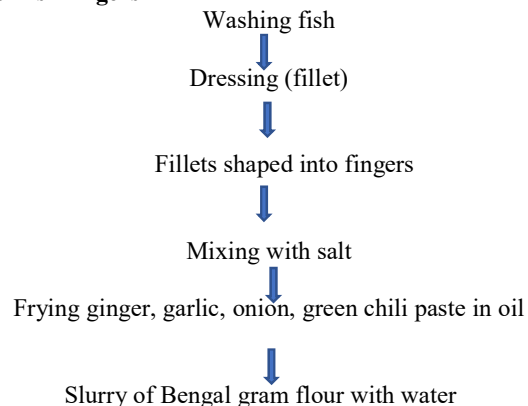 Washing fish
Dressing (fillet)
Fillets shaped into fingers
Mixing with salt
Frying ginger, garlic, onion, green chili paste in oil
Slurry of Bengal gram flour with water